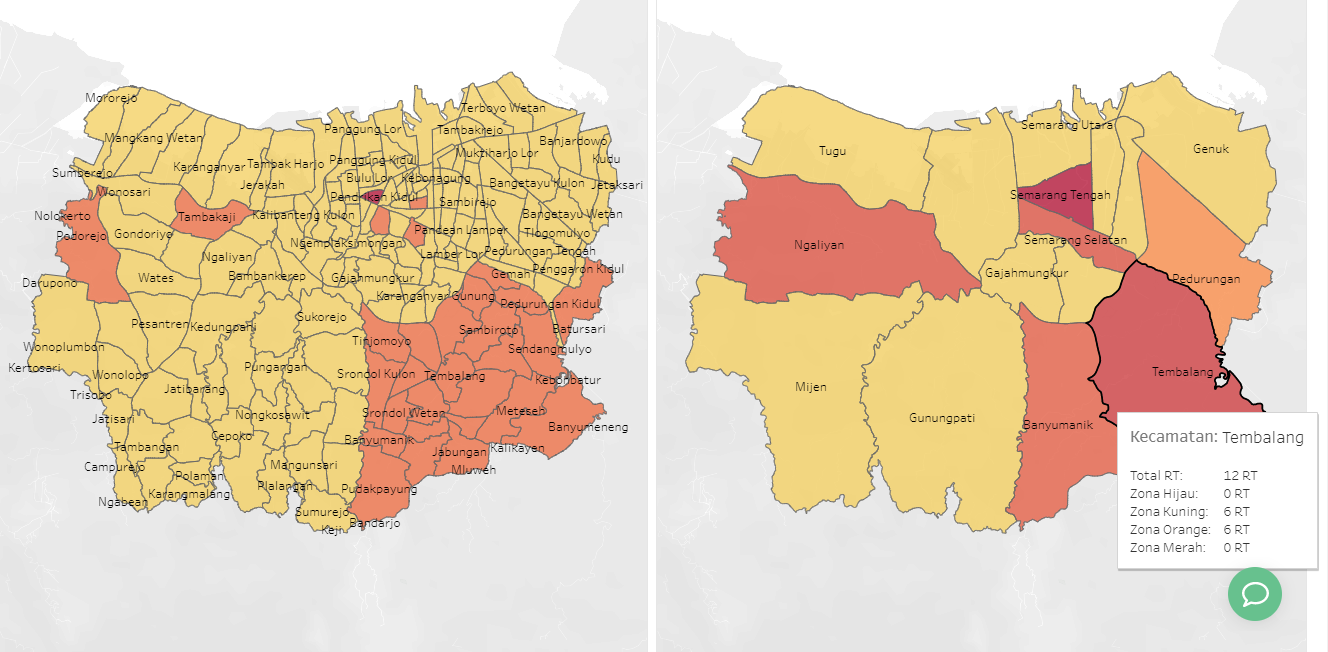 Mororejo
Terboyo Wetan
Panggung Lor
Tambakrejo
Mangkang Wetan
Banjardowo
Muktiharjo Lor
Karanganyar
Tambak Harjo
Panggung Kidul
Kudu
Sumberejo
Bulu Lor
Kebonagung
Jerakah
Bangetayu Kulon
Jetaksari
Wonosari
Pendrikan Kidul
Sambirejo
Nolokerto
Tambakaji
Kalibanteng Kulon
Bangetayu Wetan
Podorejo
Gondoriyo
Pandean Lamper
Tlogomulyo
Ngemplaksimongan
Ngaliyan
Lamper Lor
Pedurungan Tengah
Darupono
Wates
Bambankerep
Gajahmungkur
Gemah
Penggaron Kidul
Karanganyar Gunung
Pedurungan Kidul
Pesantren
Kedungpani
Sukorejo
Sambiroto
Batursari
Wonoplumbon
Tinjomoyo
Sendangmulyo
Kertosari
Wonolopo
Pungangan
Srondol Kulon
Tembalang
Kebonbatur
Trisobo
Jatibarang
Jatisari
Nongkosawit
Srondol Wetan
Meteseh
Banyumeneng
Tambangan
Cepoko
Banyumanik
Jabungan
Kalikayen
Campurejo
Polaman
Mangunsari
Mluweh
Ngabean
Karangmalang
Plalangan
Pudakpayung
Sumurejo
Keji
Bandarjo
Semarang Utara
Tugu
Genuk
Semarang Tengah
Ngaliyan
Semarang Selatan
Gajahmungkur
Pedurungan
Tembalang
Mijen
Gunungpati
Banyumanik
Kecamatan: Tembalang
Total RT: 12 RT
Zona Hijau: 0 RT
Zona Kuning: 6 RT
Zona Orange: 6 RT
Zona Merah: 0 RT